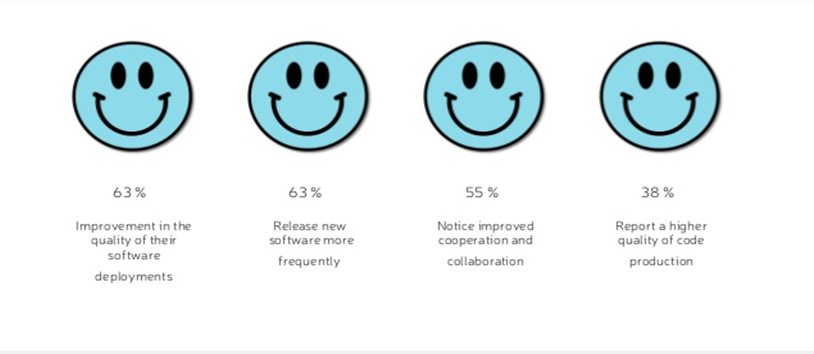 63 %
Improvement in the
quality of their
software
deployments
63 %
Release new
software more
frequently
55 %
Notice improved
cooperation and
collaboration
38 %
Report a higher
quality of code
production